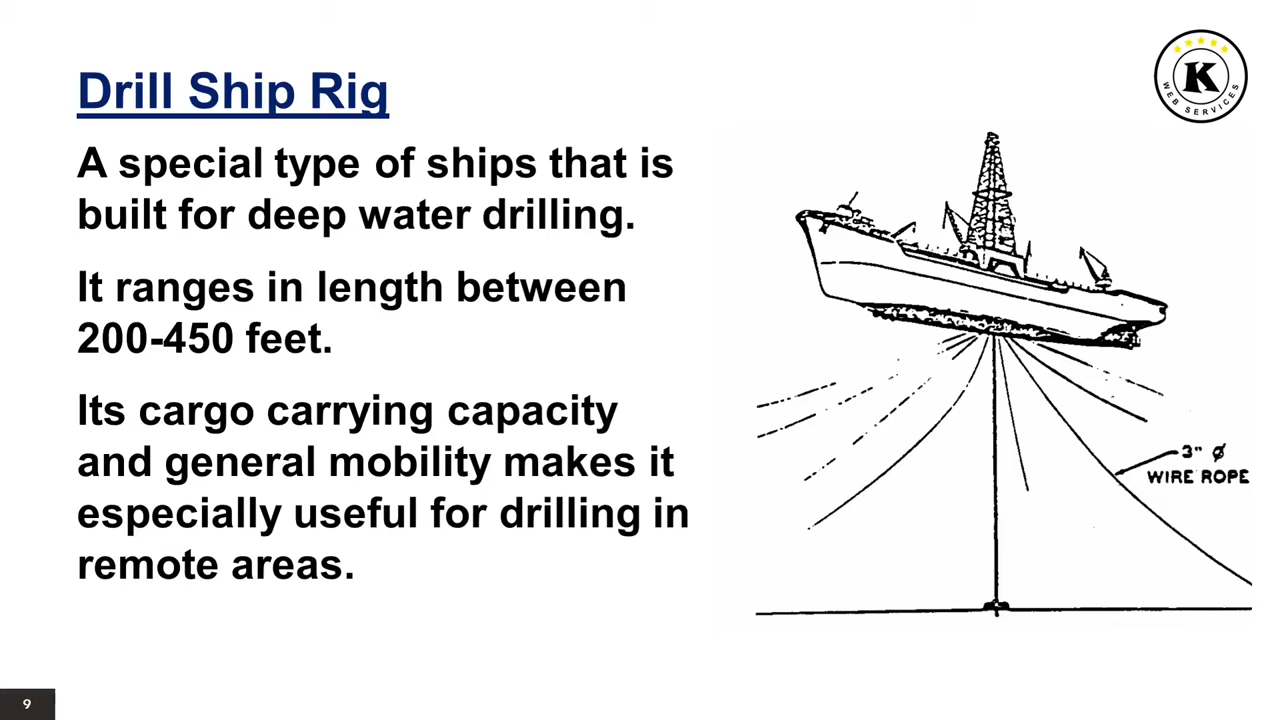 Drill Ship Rig
A special type of ships that is
built for deep water drilling.
It ranges in length between
200-450 feet.
Its cargo carrying capacity
and general mobility makes it
especially useful for drilling in
remote areas.
K
WEB SERVICES
3" Ø
WIRE ROPE
9